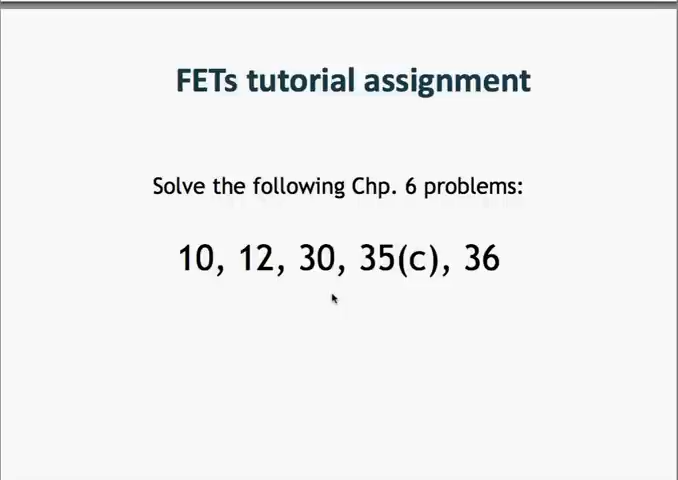 FETs tutorial assignment
Solve the following Chp. 6 problems:
10, 12, 30, 35(c), 36